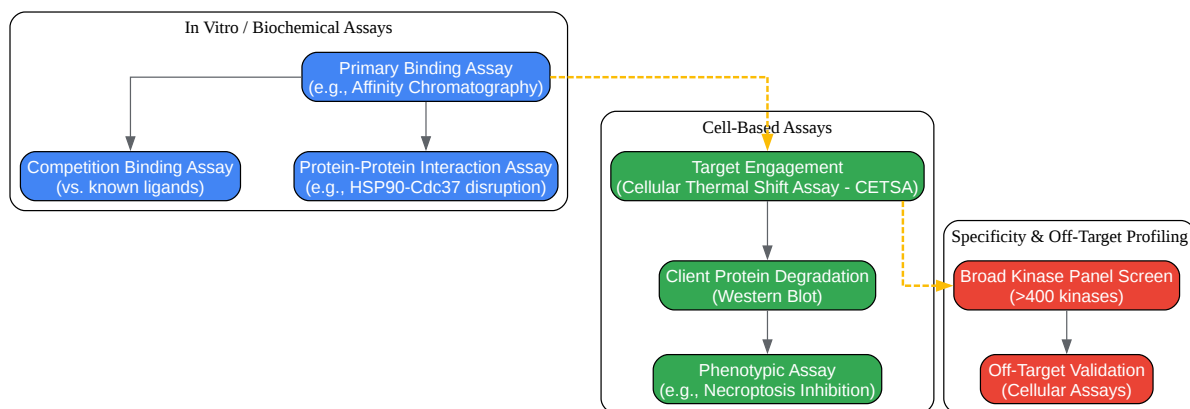 In Vitro / Biochemical Assays
Primary Binding Assay
(e.g., Affinity Chromatography)
Competition Binding Assay
(vs. known ligands)
Protein-Protein Interaction Assay
(e.g., HSP90-Cdc37 disruption)
Cell-Based Assays
Target Engagement
(Cellular Thermal Shift Assay - CETSA)
Client Protein Degradation
(Western Blot)
Phenotypic Assay
(e.g., Necroptosis Inhibition)
Specificity & Off-Target Profiling
Broad Kinase Panel Screen
(>400 kinases)
Off-Target Validation
(Cellular Assays)